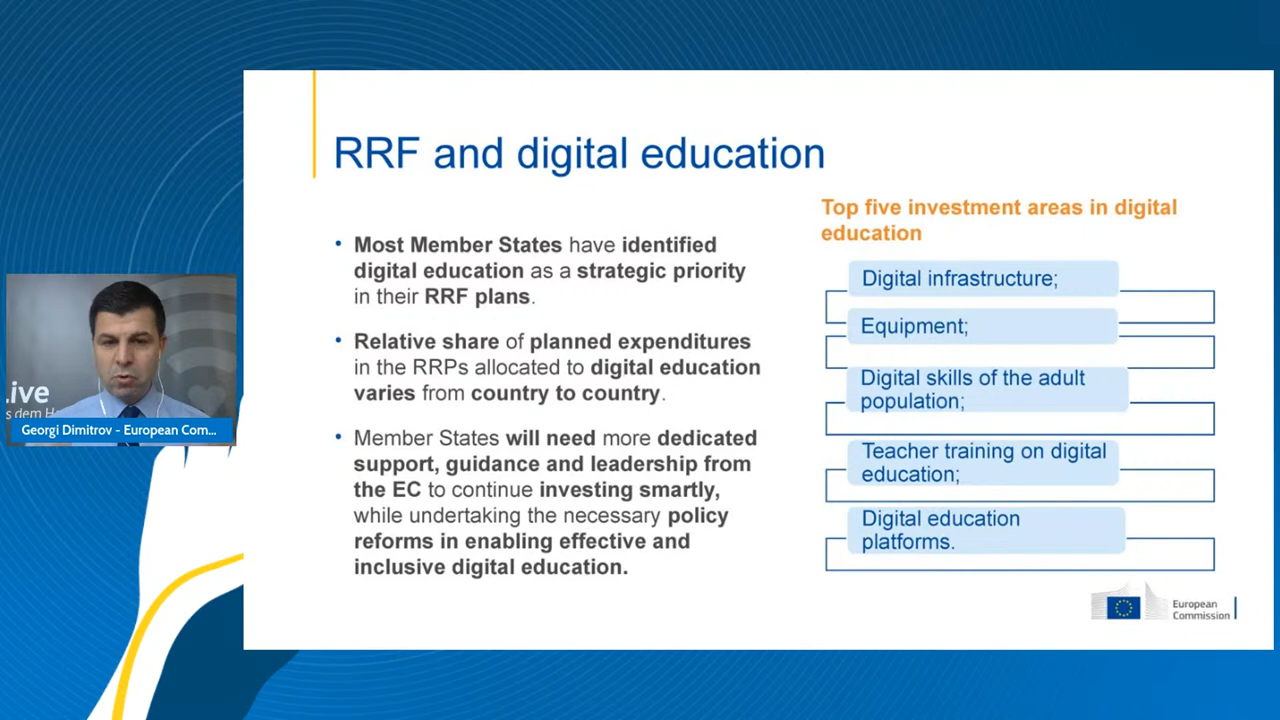 RRF and digital education
Top five investment areas in digital
education
• Most Member States have identified
digital education as a strategic priority
in their RRF plans.
• Relative share of planned expenditures
in the RRPs allocated to digital education
varies from country to country.
• Member States will need more dedicated
support, guidance and leadership from
the EC to continue investing smartly,
while undertaking the necessary policy
reforms in enabling effective and
inclusive digital education.
Digital infrastructure;
Equipment;
Digital skills of the adult
population;
Teacher training on digital
education;
Digital education
platforms.
Georgi Dimitrov - European Com...
European
Commission